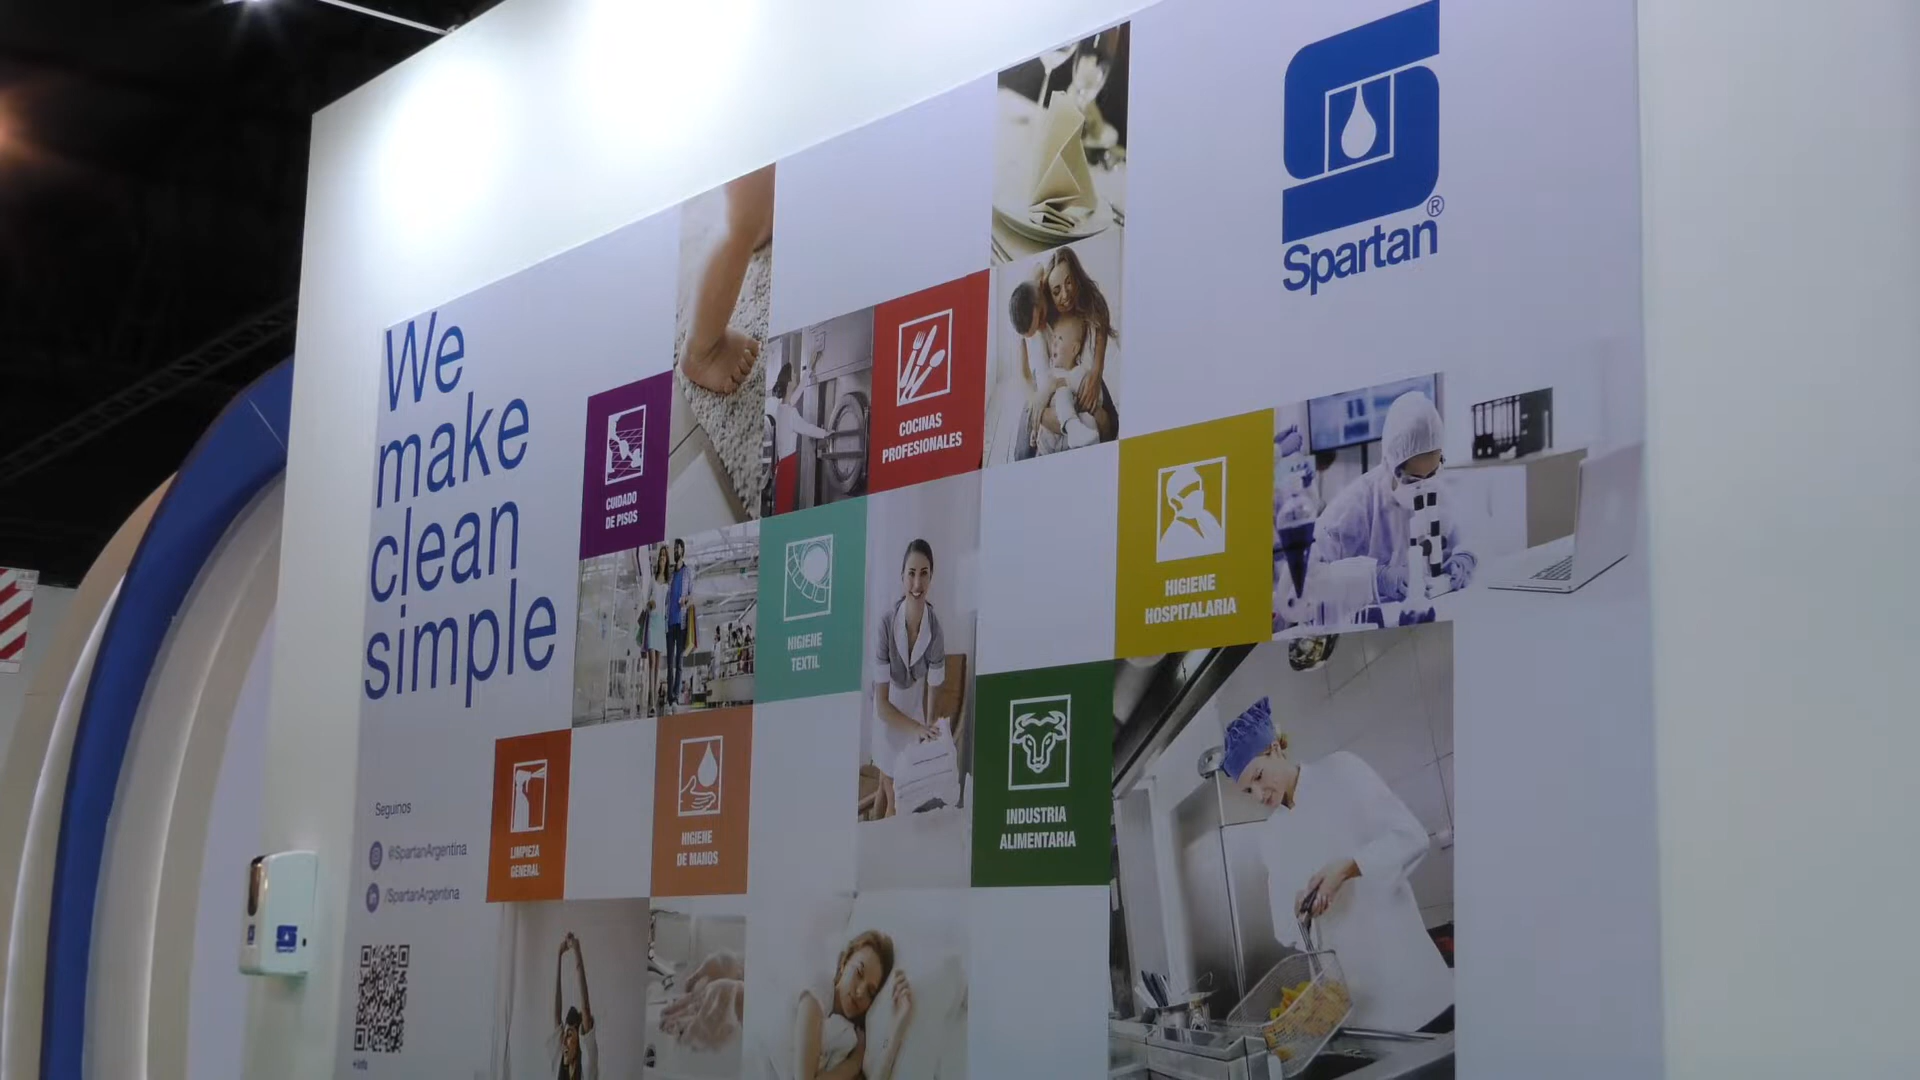 We
make
clean
simple
Spartan®
COCINAS
PROFESIONALES
CUIDADO
DE PISOS
HIGIENE
HOSPITALARIA
HIGIENE
TEXTIL
INDUSTRIA
ALIMENTARIA
LIMPIEZA
GENERAL
HIGIENE
DE MANOS
Seguinos
@SpartanArgentina
/SpartanArgentina
+info